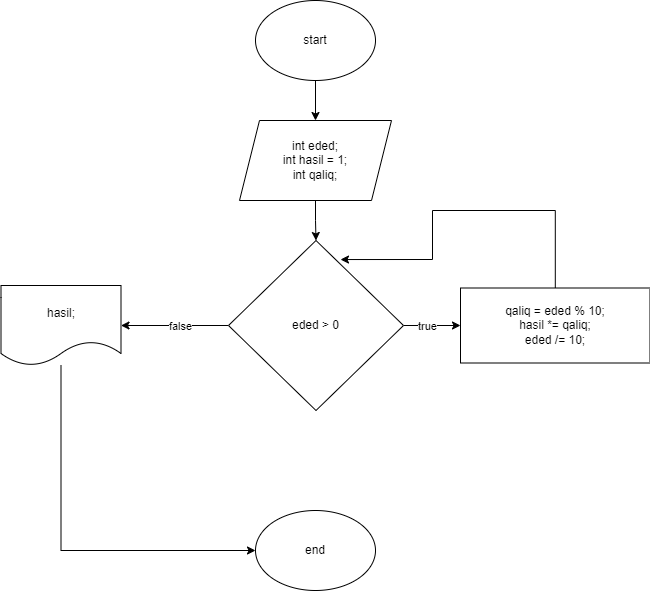 start
int eded;
int hasil = 1;
int qaliq;
eded > 0
true
qaliq = eded % 10;
hasil *= qaliq;
eded /= 10;
false
hasil;
end